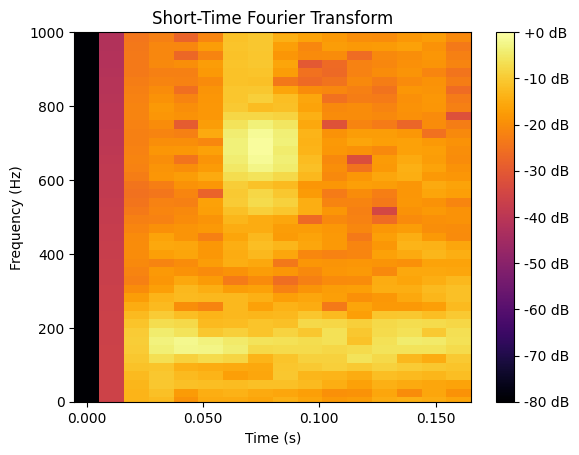 Short-Time Fourier Transform
1000
800
600
400
200
0
Frequency (Hz)
0.000
0.050
0.100
0.150
Time (s)
+0 dB
-10 dB
-20 dB
-30 dB
-40 dB
-50 dB
-60 dB
-70 dB
-80 dB